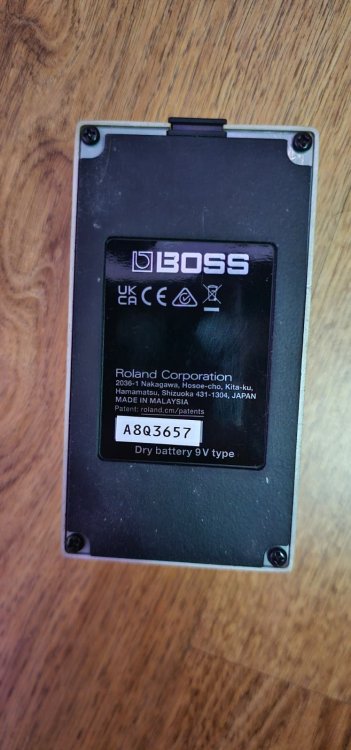 BOSS
UK
CA CE
Roland Corporation
2036-1 Nakagawa, Hosoe-cho, Kita-ku,
Hamamatsu, Shizuoka 431-1304, JAPAN
MADE IN MALAYSIA
Patent: roland.cm/patents
A8Q3657
Dry battery 9V type